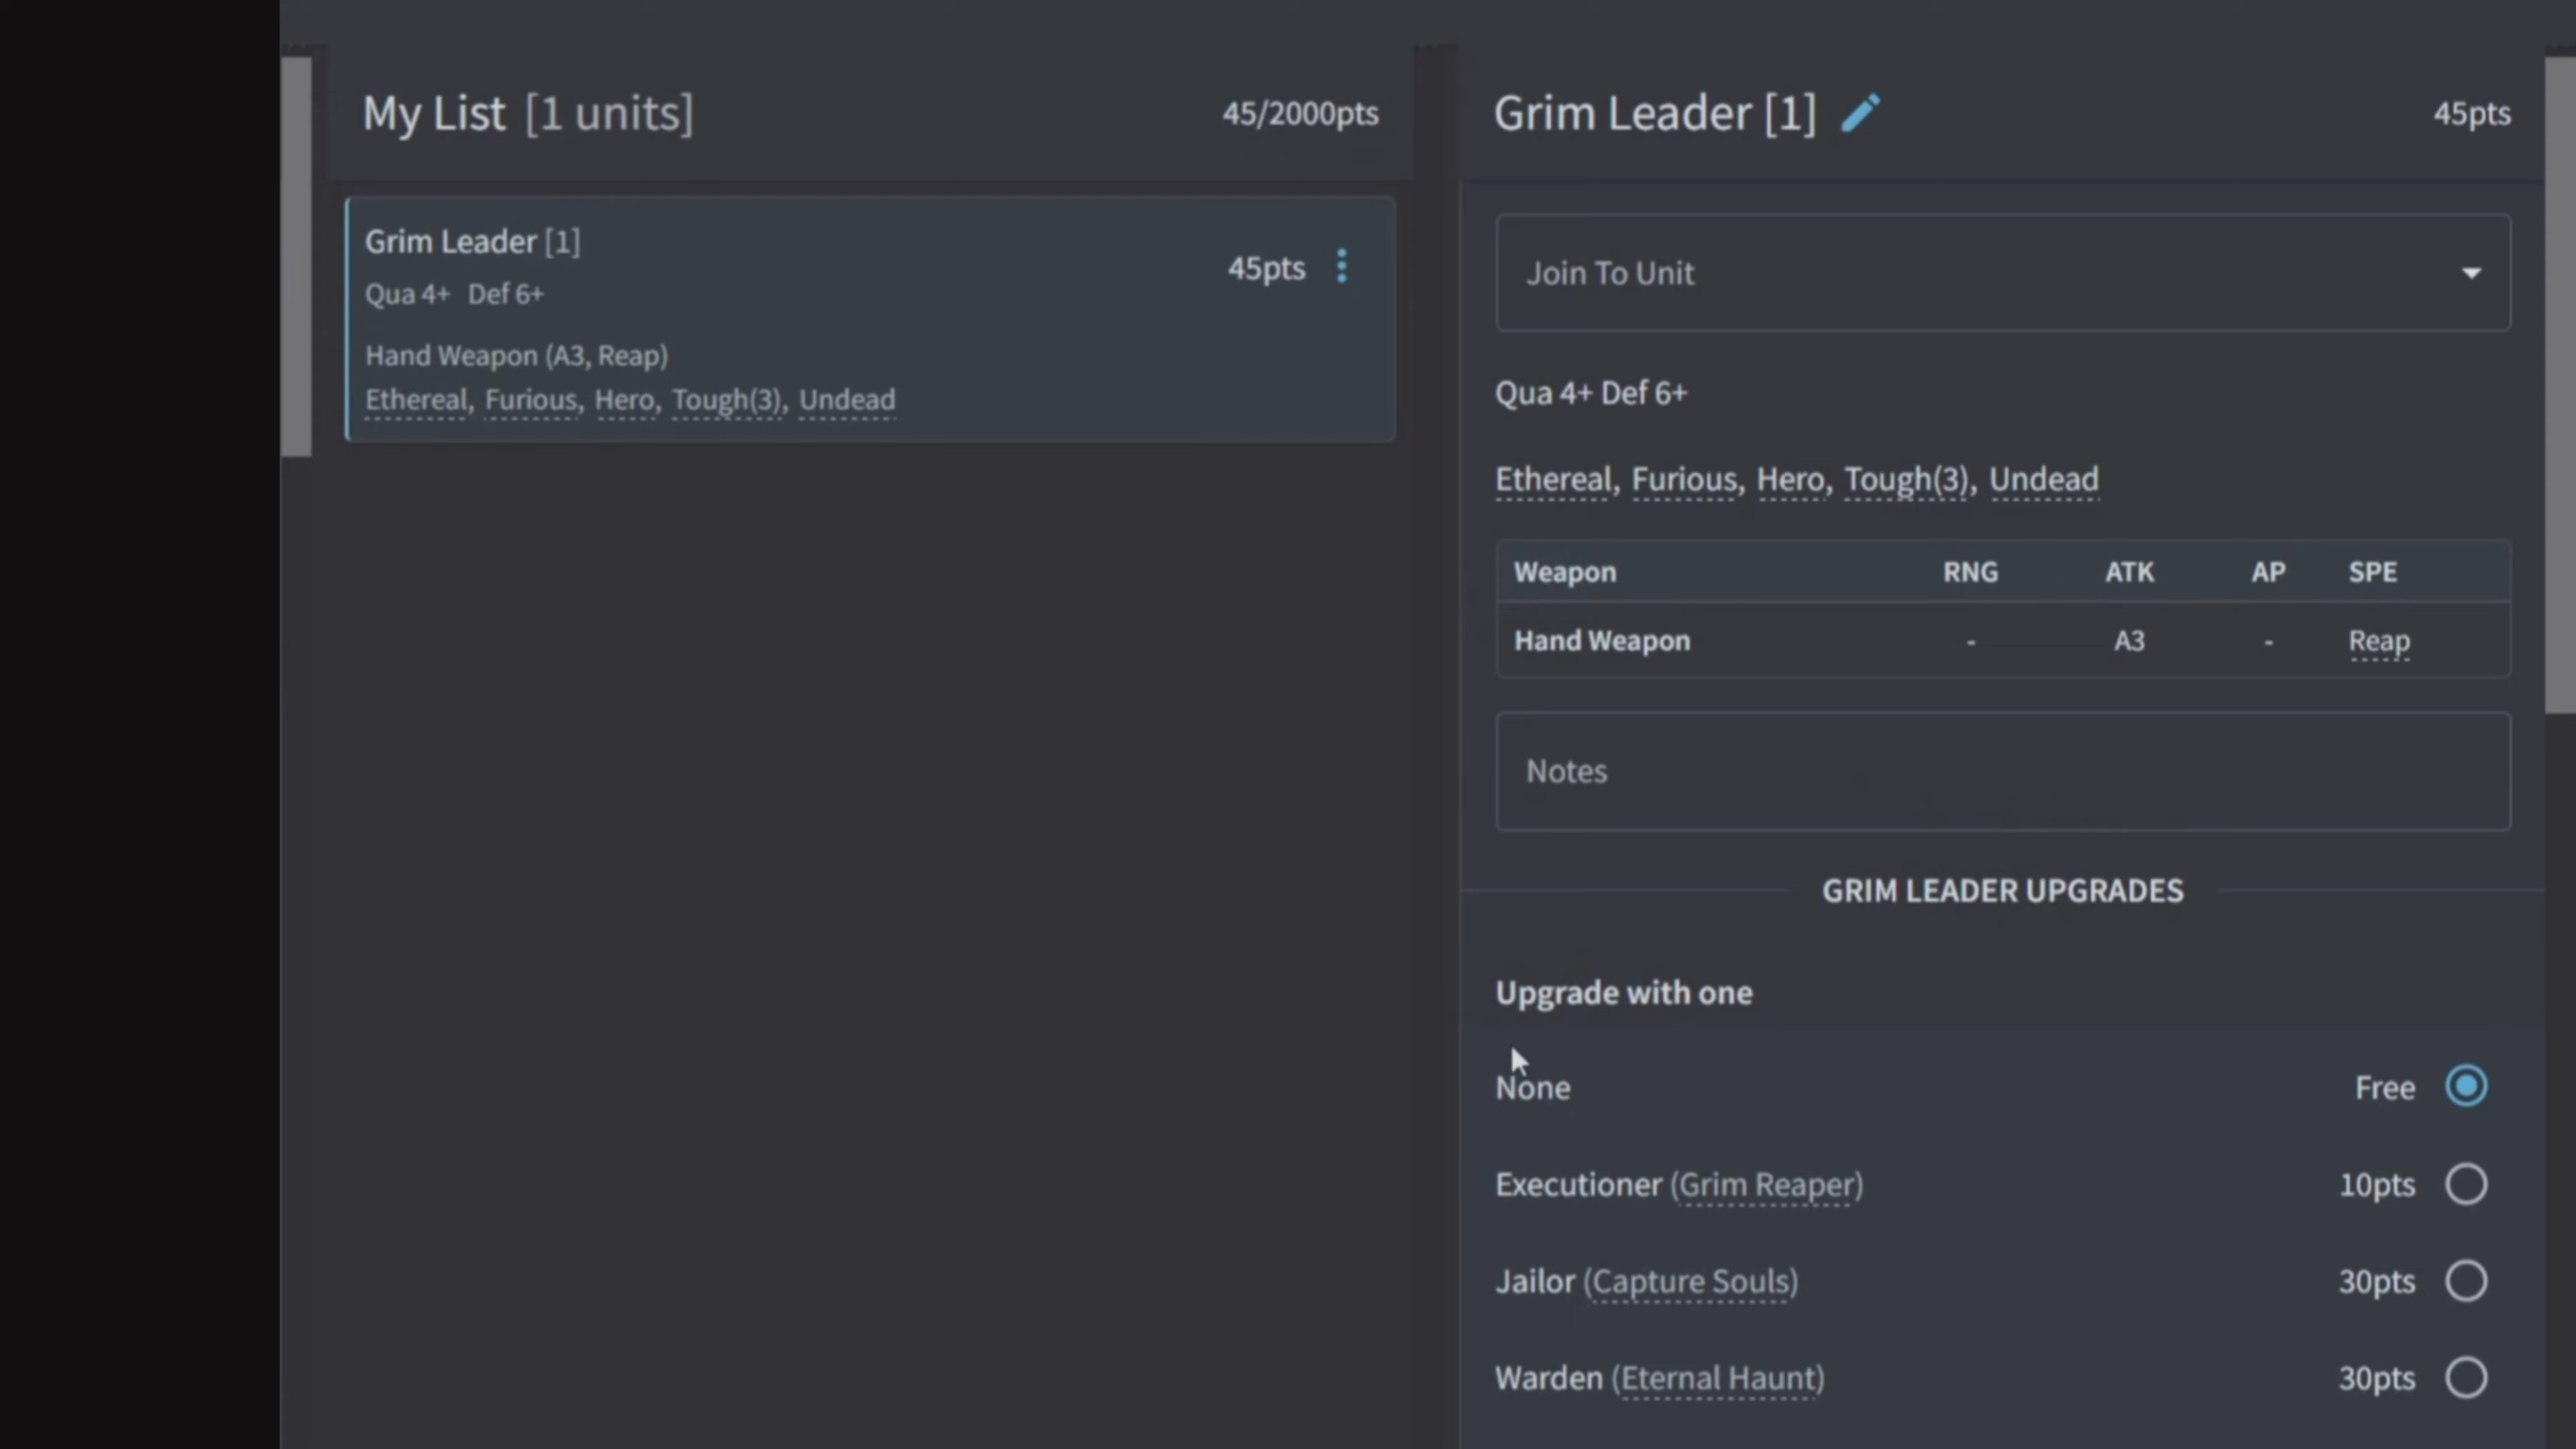 My List [1 units]
45/2000pts
Grim Leader [1]
45pts
Qua 4+ Def 6+
Hand Weapon (A3, Reap)
Ethereal, Furious, Hero, Tough(3), Undead
Grim Leader [1]
45pts
Join To Unit
Qua 4+ Def 6+
Ethereal, Furious, Hero, Tough(3), Undead
Weapon RNG ATK AP SPE
Hand Weapon - A3 - Reap
Notes
GRIM LEADER UPGRADES
Upgrade with one
None Free
Executioner (Grim Reaper) 10pts
Jailor (Capture Souls) 30pts
Warden (Eternal Haunt) 30pts